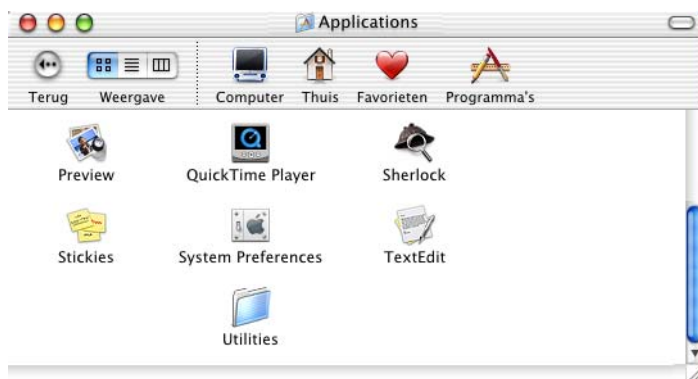 Applications
Terug Weergave Computer Thuis Favorieten Programma's
Preview QuickTime Player Sherlock
Stickies System Preferences TextEdit
Utilities